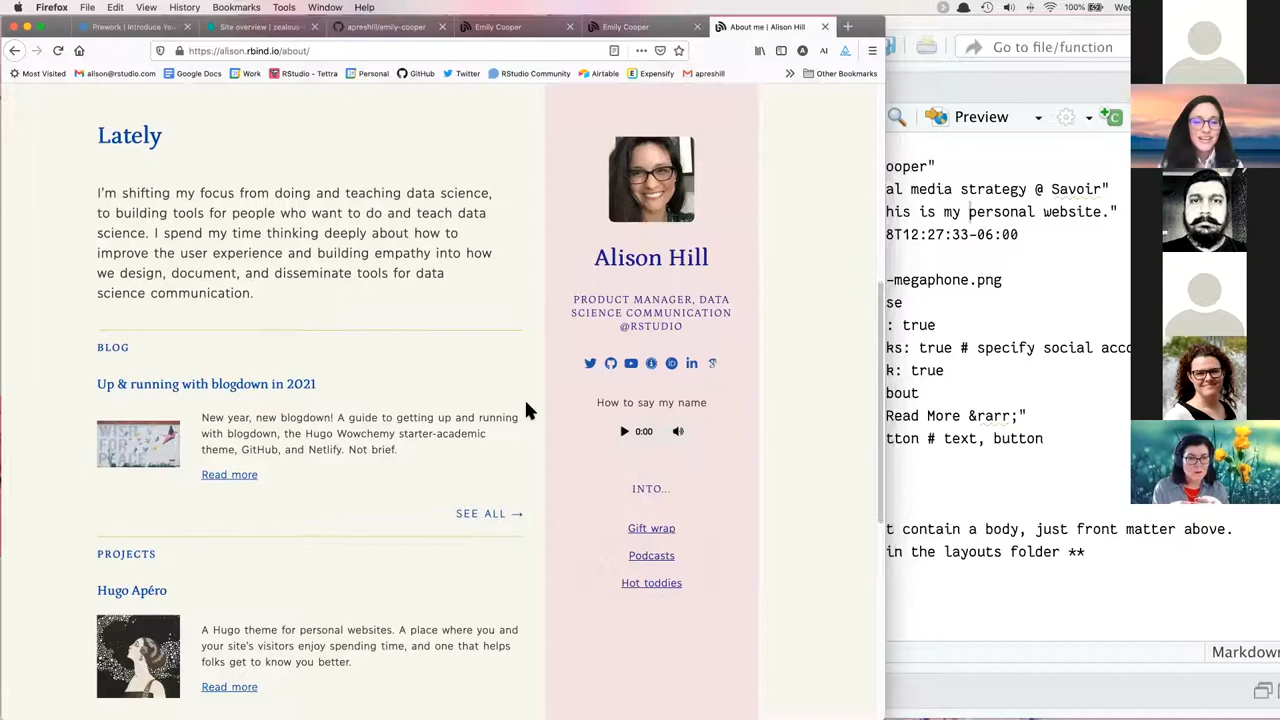 Firefox File Edit View History Bookmarks Tools Window Help
100%
Prework | Introduce Yo
Site overview | zealous-
apreshill/emily-cooper
Emily Cooper
Emily Cooper
About me | Alison Hill
https://alison.rbind.io/about/
Most Visited
alison@rstudio.com
Google Docs
Work
RStudio - Tettra
Personal
GitHub
Twitter
RStudio Community
Airtable
Expensify
apreshill
Other Bookmarks
Lately
I'm shifting my focus from doing and teaching data science,
to building tools for people who want to do and teach data
science. I spend my time thinking deeply about how to
improve the user experience and building empathy into how
we design, document, and disseminate tools for data
science communication.
BLOG
Up & running with blogdown in 2021
New year, new blogdown! A guide to getting up and running
with blogdown, the Hugo Wowchemy starter-academic
theme, GitHub, and Netlify. Not brief.
Read more
SEE ALL →
PROJECTS
Hugo Apéro
A Hugo theme for personal websites. A place where you and
your site's visitors enjoy spending time, and one that helps
folks get to know you better.
Read more
Alison Hill
PRODUCT MANAGER, DATA
SCIENCE COMMUNICATION
@RSTUDIO
How to say my name
0:00
INTO...
Gift wrap
Podcasts
Hot toddies
Go to file/function
Preview
ooper"
al media strategy @ Savoir"
his is my personal website."
8T12:27:33-06:00
-megaphone.png
se
: true
ks: true # specify social acco
k: true
bout
Read More &rarr;"
tton # text, button
t contain a body, just front matter above.
in the layouts folder **
Markdow